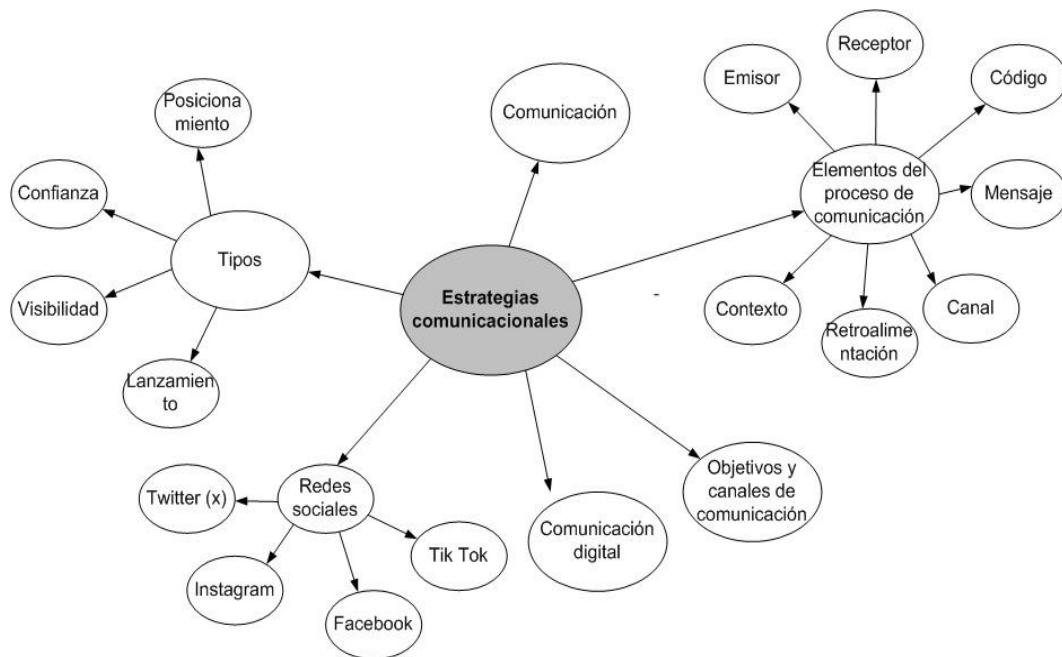 Receptor
Emisor
Código
Posiciona
miento
Comunicación
Elementos del
proceso de
comunicación
Confianza
Mensaje
Tipos
Visibilidad
Estrategias
comunicacionales
-
Contexto
Canal
Retroalime
ntación
Lanzamien
to
Redes
sociales
Twitter (x)
Objetivos y
canales de
comunicación
Comunicación
digital
Tik Tok
Instagram
Facebook